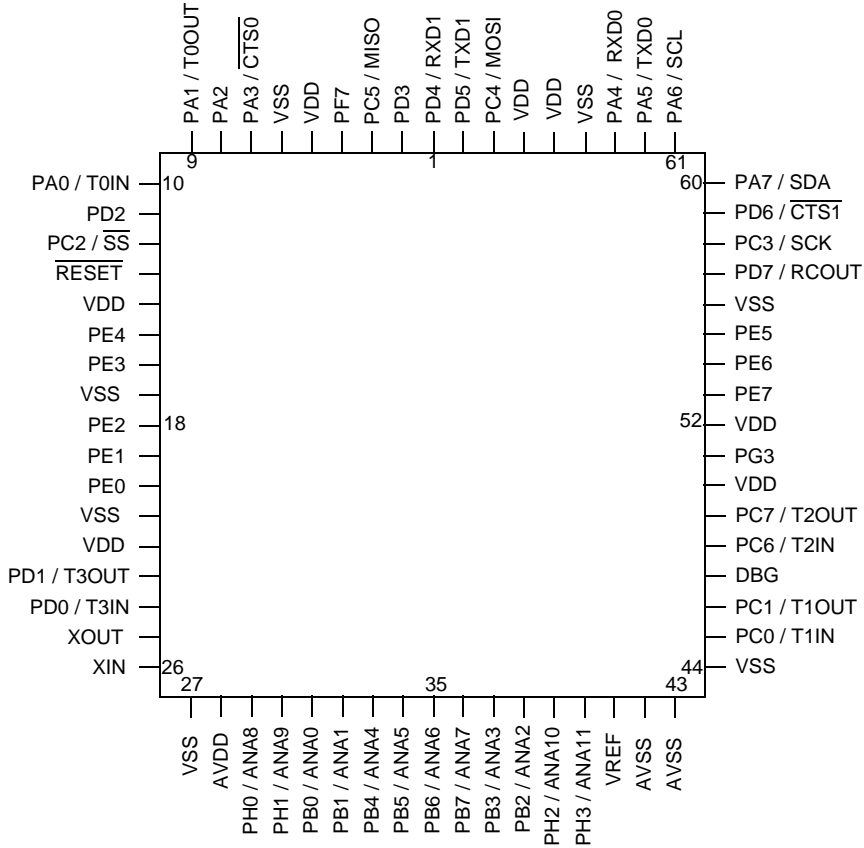 PA1 / T0OUT
PA2
PA3 / CTS0
VSS
VDD
PF7
PC5 / MISO
PD3
PD4 / RXD1
PD5 / TXD1
PC4 / MOSI
VDD
VDD
VSS
PA4 / RXD0
PA5 / TXD0
PA6 / SCL
9
1
61
PA0 / T0IN
10
60
PA7 / SDA
PD2
PD6 / CTS1
PC2 / SS
PC3 / SCK
RESET
PD7 / RCOUT
VDD
VSS
PE4
PE5
PE3
PE6
VSS
PE7
PE2
18
52
VDD
PE1
PG3
PE0
VDD
VSS
PC7 / T2OUT
VDD
PC6 / T2IN
PD1 / T3OUT
DBG
PD0 / T3IN
PC1 / T1OUT
XOUT
PC0 / T1IN
XIN
26
44
VSS
27
35
43
VSS
AVDD
PH0 / ANA8
PH1 / ANA9
PB0 / ANA0
PB1 / ANA1
PB4 / ANA4
PB5 / ANA5
PB6 / ANA6
PB7 / ANA7
PB3 / ANA3
PB2 / ANA2
PH2 / ANA10
PH3 / ANA11
VREF
AVSS
AVSS